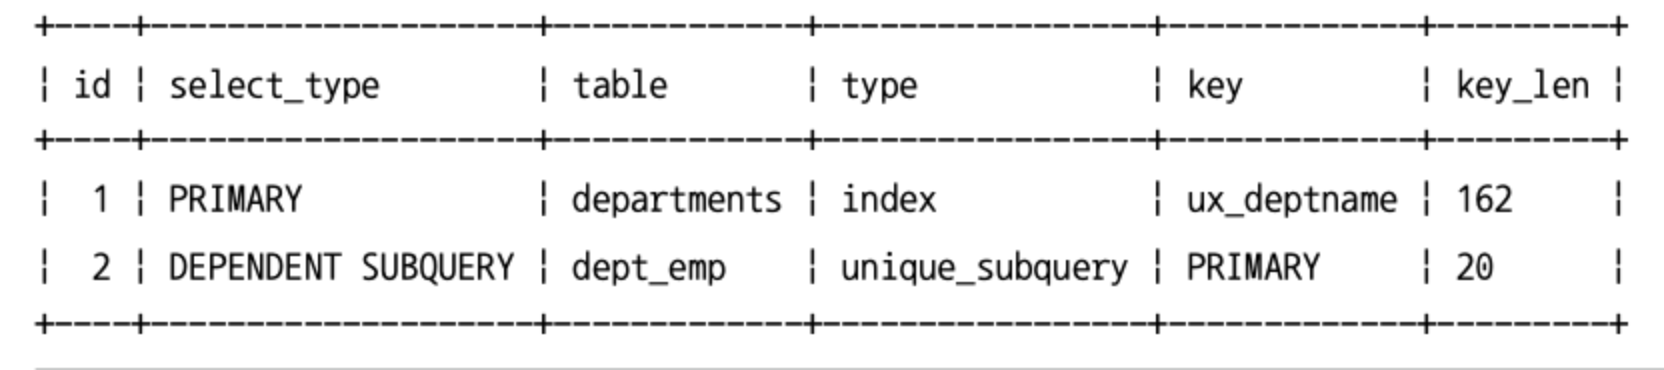 +----+--------------------+-------------+-----------------+-------------+---------+
| id | select_type        | table       | type            | key         | key_len |
+----+--------------------+-------------+-----------------+-------------+---------+
|  1 | PRIMARY            | departments | index           | ux_deptname | 162     |
|  2 | DEPENDENT SUBQUERY | dept_emp    | unique_subquery | PRIMARY     | 20      |
+----+--------------------+-------------+-----------------+-------------+---------+